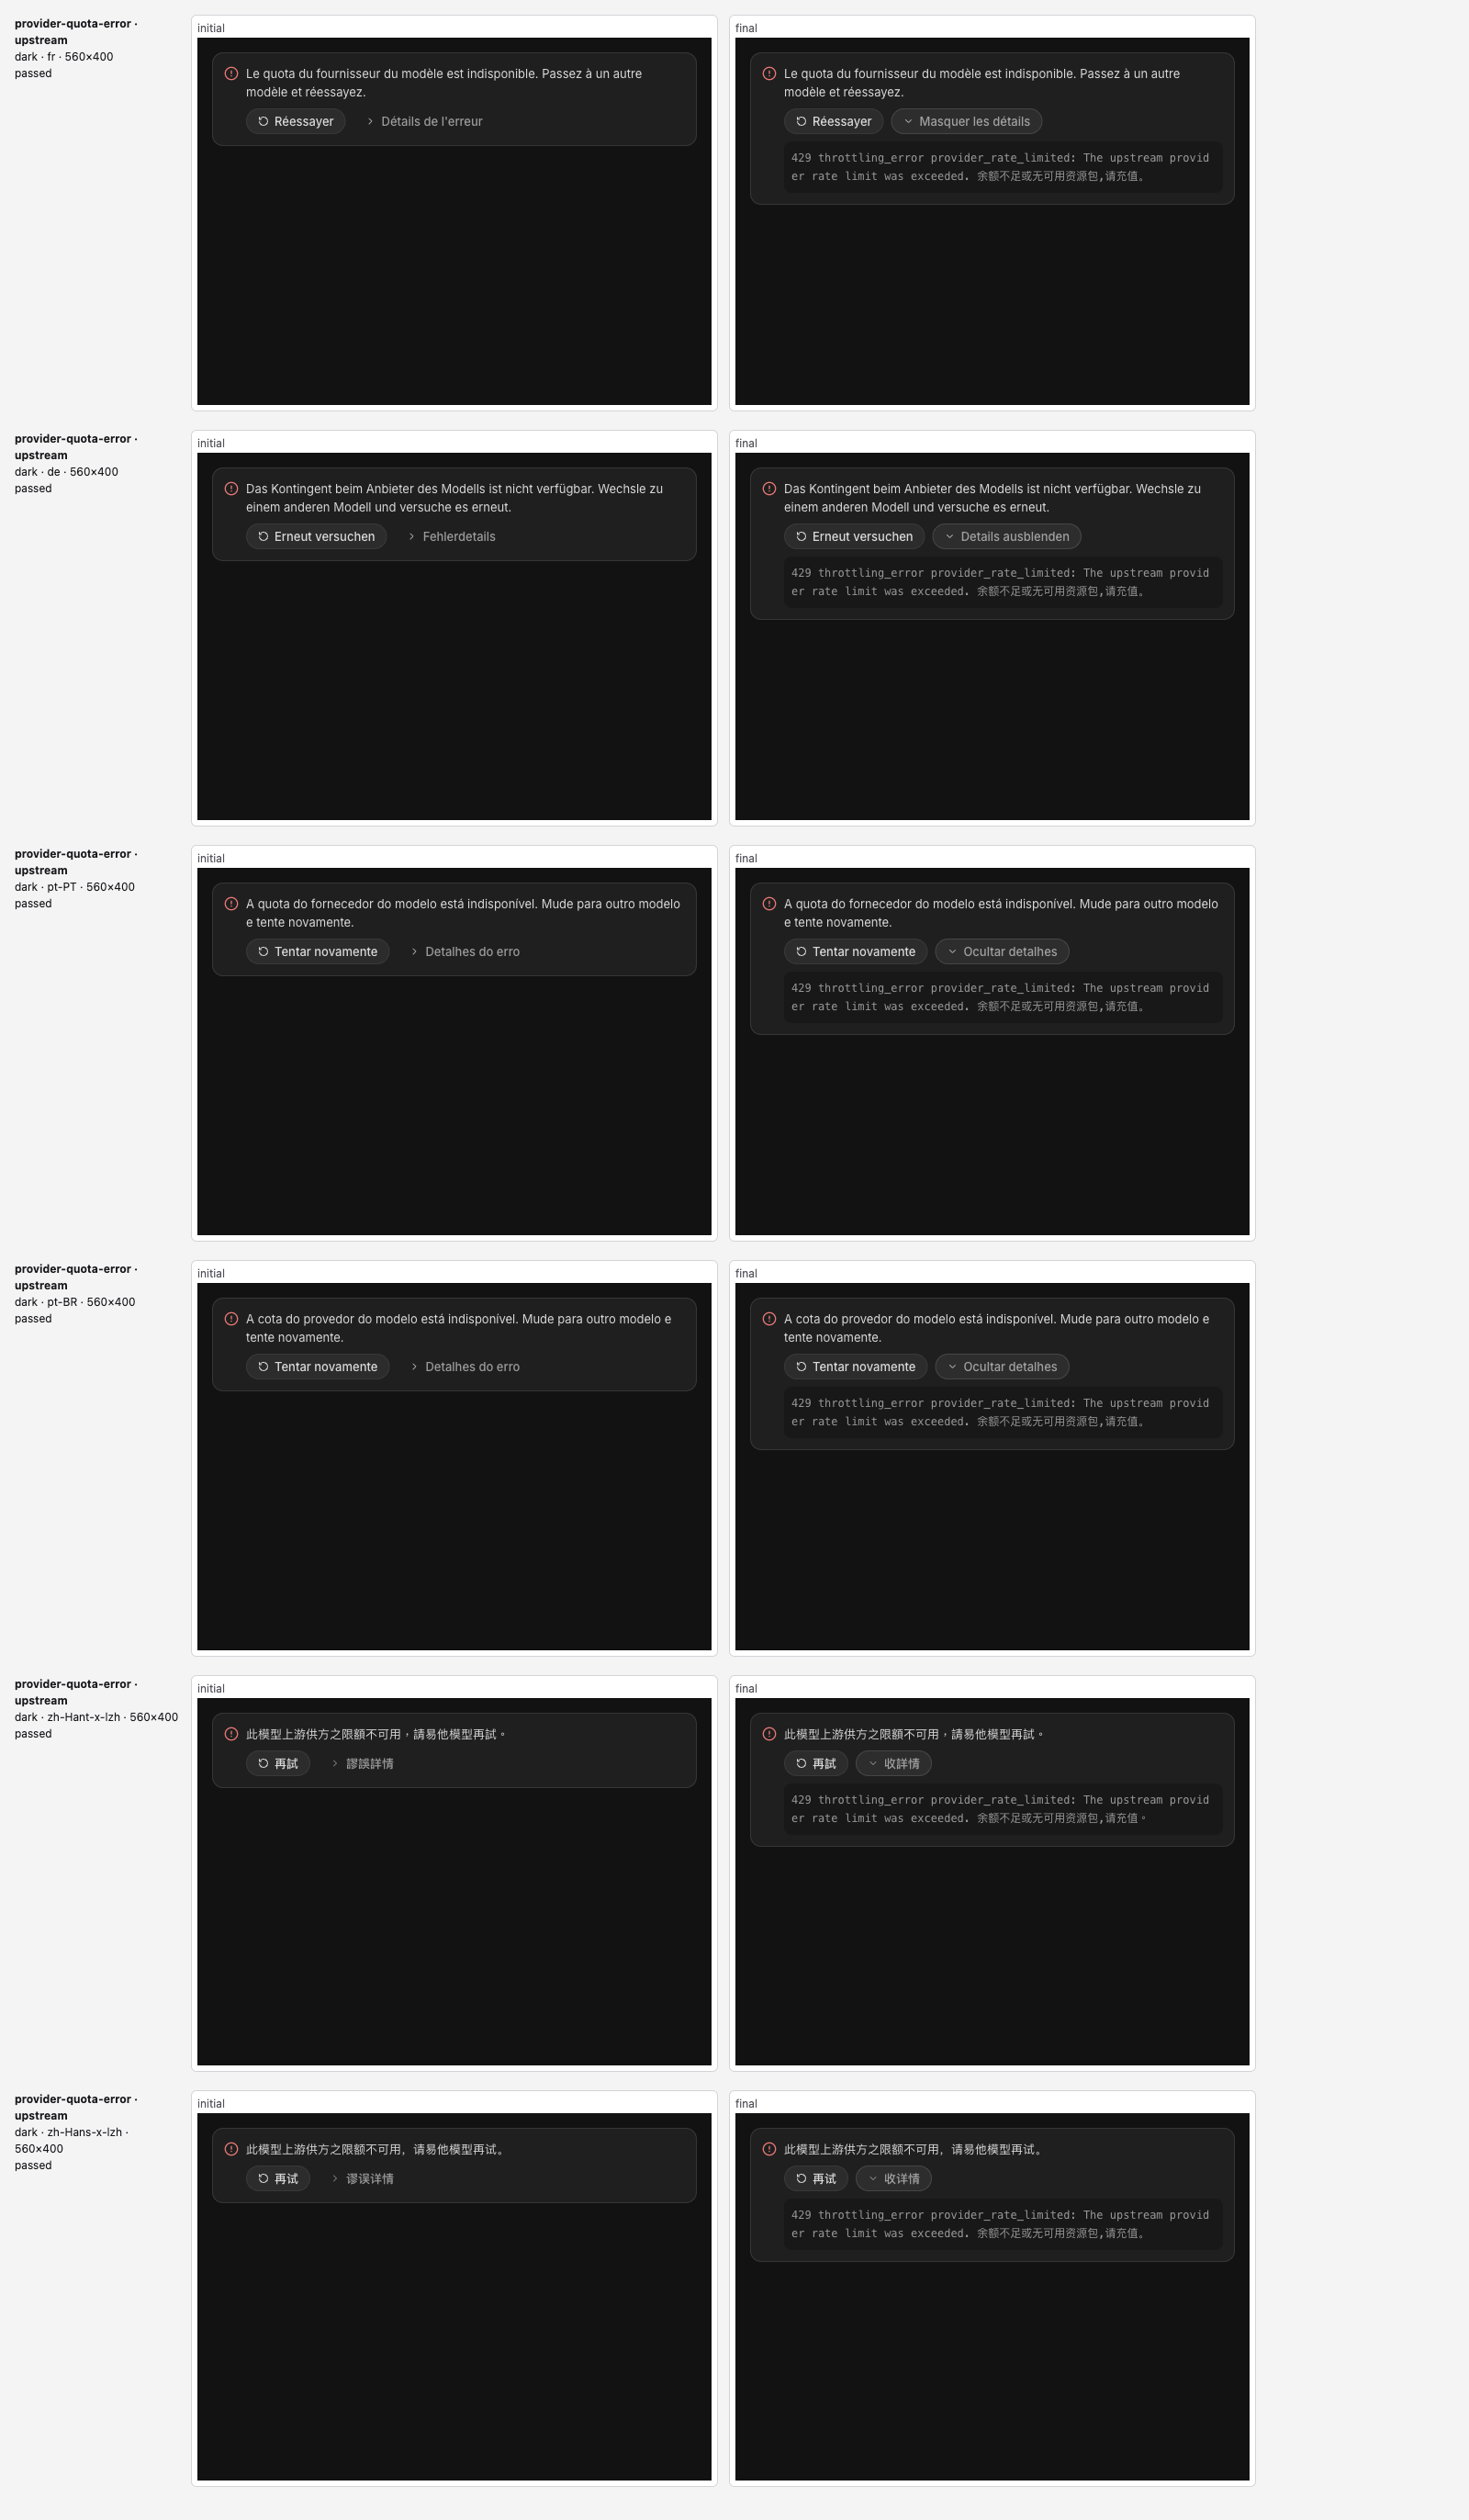 provider-quota-error ·
upstream
dark · fr · 560×400
passed
initial
Le quota du fournisseur du modèle est indisponible. Passez à un autre
modèle et réessayez.
Réessayer
Détails de l'erreur
final
Le quota du fournisseur du modèle est indisponible. Passez à un autre
modèle et réessayez.
Réessayer
Masquer les détails
429 throttling_error provider_rate_limited: The upstream provid
er rate limit was exceeded. 余额不足或无可用资源包,请充值。
provider-quota-error ·
upstream
dark · de · 560×400
passed
initial
Das Kontingent beim Anbieter des Modells ist nicht verfügbar. Wechsle zu
einem anderen Modell und versuche es erneut.
Erneut versuchen
Fehlerdetails
final
Das Kontingent beim Anbieter des Modells ist nicht verfügbar. Wechsle zu
einem anderen Modell und versuche es erneut.
Erneut versuchen
Details ausblenden
429 throttling_error provider_rate_limited: The upstream provid
er rate limit was exceeded. 余额不足或无可用资源包,请充值。
provider-quota-error ·
upstream
dark · pt-PT · 560×400
passed
initial
A quota do fornecedor do modelo está indisponível. Mude para outro modelo
e tente novamente.
Tentar novamente
Detalhes do erro
final
A quota do fornecedor do modelo está indisponível. Mude para outro modelo
e tente novamente.
Tentar novamente
Ocultar detalhes
429 throttling_error provider_rate_limited: The upstream provid
er rate limit was exceeded. 余额不足或无可用资源包,请充值。
provider-quota-error ·
upstream
dark · pt-BR · 560×400
passed
initial
A cota do provedor do modelo está indisponível. Mude para outro modelo e
tente novamente.
Tentar novamente
Detalhes do erro
final
A cota do provedor do modelo está indisponível. Mude para outro modelo e
tente novamente.
Tentar novamente
Ocultar detalhes
429 throttling_error provider_rate_limited: The upstream provid
er rate limit was exceeded. 余额不足或无可用资源包,请充值。
provider-quota-error ·
upstream
dark · zh-Hant-x-lzh · 560×400
passed
initial
此模型上游供方之限額不可用，請易他模型再試。
再試
謬誤詳情
final
此模型上游供方之限額不可用，請易他模型再試。
再試
收詳情
429 throttling_error provider_rate_limited: The upstream provid
er rate limit was exceeded. 余额不足或无可用资源包,请充值。
provider-quota-error ·
upstream
dark · zh-Hans-x-lzh ·
560×400
passed
initial
此模型上游供方之限额不可用，请易他模型再试。
再试
谬误详情
final
此模型上游供方之限额不可用，请易他模型再试。
再试
收详情
429 throttling_error provider_rate_limited: The upstream provid
er rate limit was exceeded. 余额不足或无可用资源包,请充值。